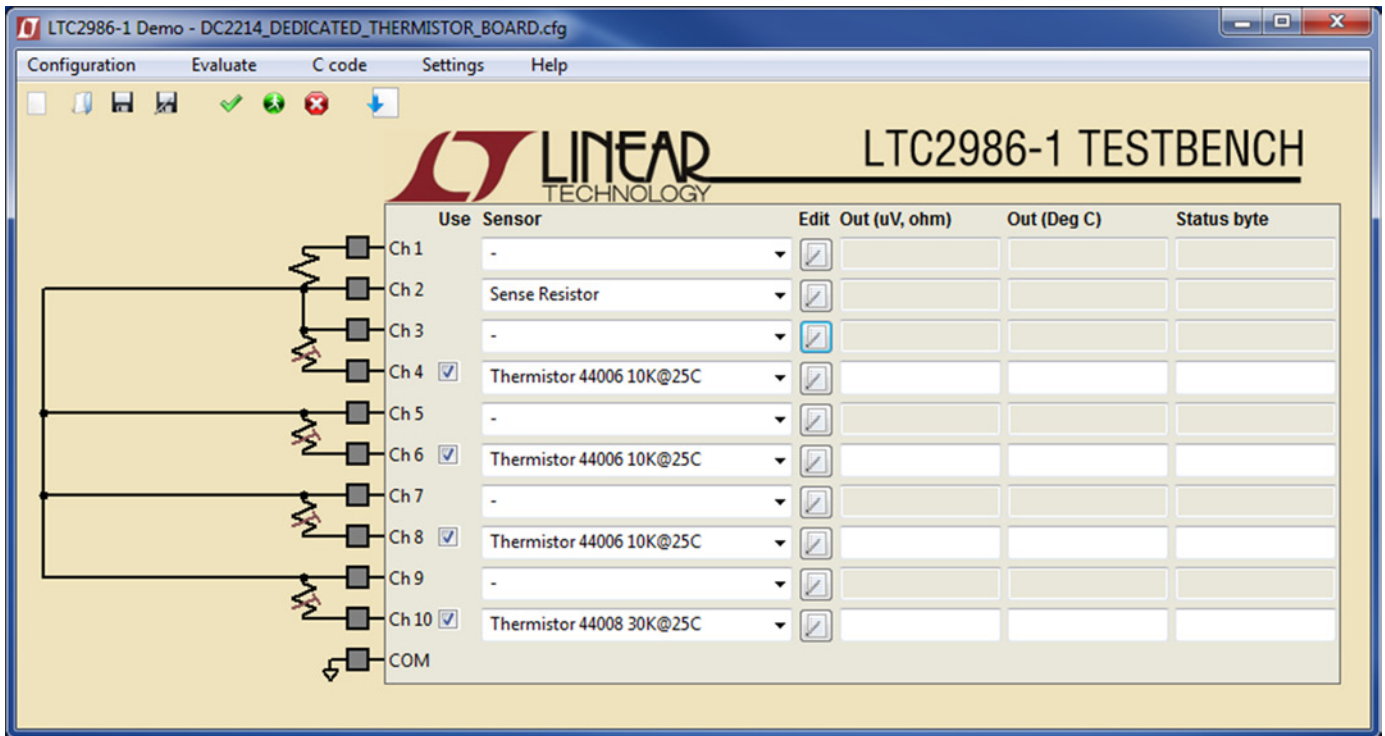 LTC2986-1 Demo - DC2214_DEDICATED_THERMISTOR_BOARD.cfg
Configuration Evaluate C code Settings Help
LINEAR TECHNOLOGY
LTC2986-1 TESTBENCH
Use Sensor Edit Out (uV, ohm) Out (Deg C) Status byte
Ch 1 -
Ch 2 Sense Resistor
Ch 3 -
Ch 4 Thermistor 44006 10K@25C
Ch 5 -
Ch 6 Thermistor 44006 10K@25C
Ch 7 -
Ch 8 Thermistor 44006 10K@25C
Ch 9 -
Ch 10 Thermistor 44008 30K@25C
COM